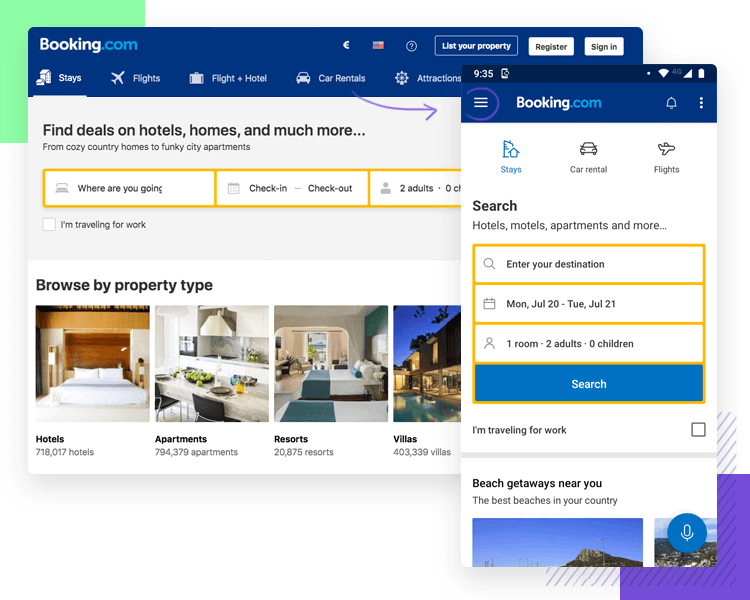 Booking.com
€
List your property
Register
Sign in
Stays
Flights
Flight + Hotel
Car Rentals
Attractions
Find deals on hotels, homes, and much more...
From cozy country homes to funky city apartments
Where are you going
Check-in — Check-out
2 adults · 0 ch
I'm traveling for work
Browse by property type
Hotels
718,017 hotels
Apartments
794,379 apartments
Resorts
20,875 resorts
Villas
403,339 villas
9:35
4G
Booking.com
Stays
Car rental
Flights
Search
Hotels, motels, apartments and more...
Enter your destination
Mon, Jul 20 - Tue, Jul 21
1 room · 2 adults · 0 children
Search
I'm traveling for work
Beach getaways near you
The best beaches in your country